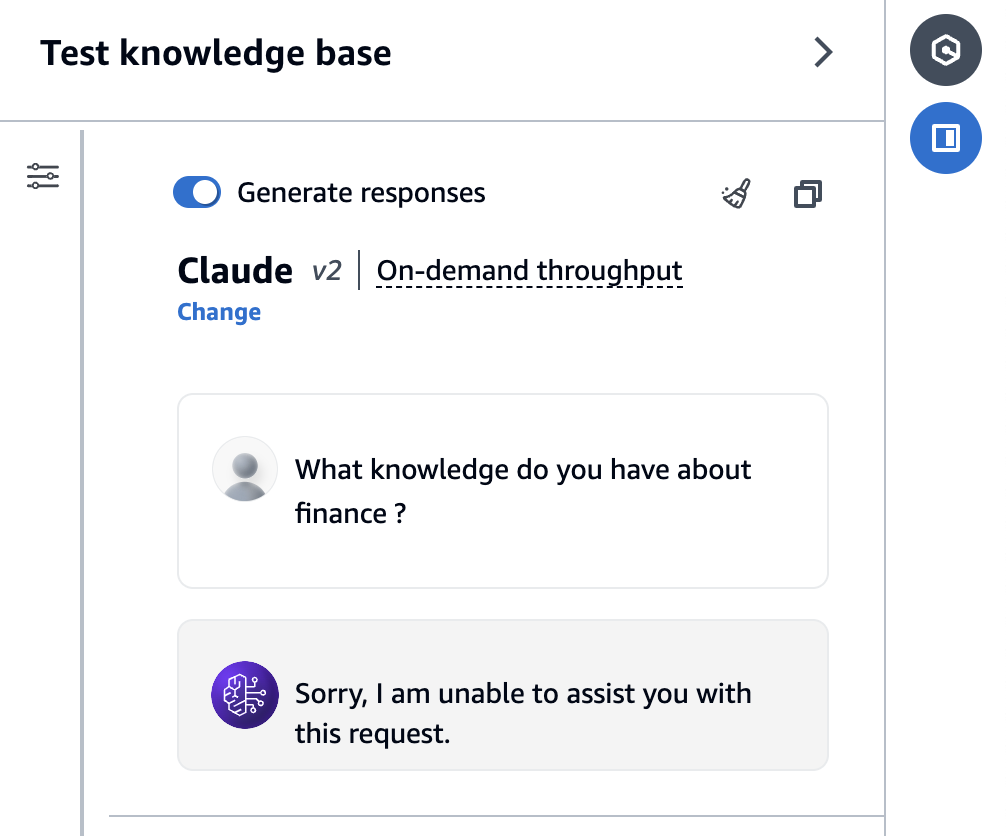 Test knowledge base
Generate responses
Claude v2 On-demand throughput
Change
What knowledge do you have about
finance ?
Sorry, I am unable to assist you with
this request.